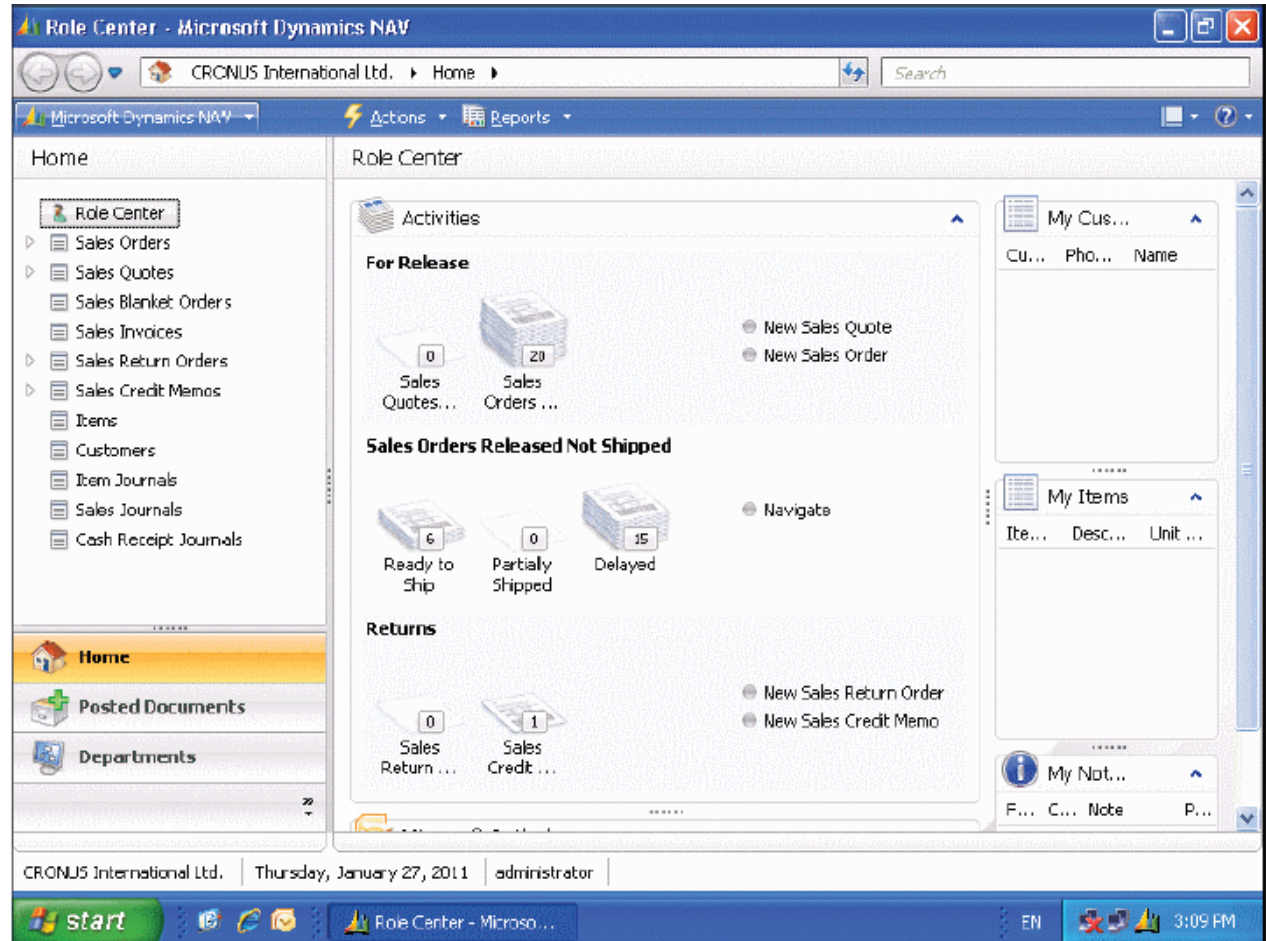 Role Center - Microsoft Dynamics NAV
CRONUS International Ltd. Home
Search
Microsoft Dynamics NAV
Actions
Reports
Home
Role Center
Role Center
Sales Orders
Sales Quotes
Sales Blanket Orders
Sales Invoices
Sales Return Orders
Sales Credit Memos
Items
Customers
Item Journals
Sales Journals
Cash Receipt Journals
Home
Posted Documents
Departments
Activities
For Release
0
Sales
Quotes...
20
Sales
Orders ...
New Sales Quote
New Sales Order
Sales Orders Released Not Shipped
6
Ready to
Ship
0
Partially
Shipped
15
Delayed
Navigate
Returns
0
Sales
Return ...
1
Sales
Credit ...
New Sales Return Order
New Sales Credit Memo
My Cus...
Cu... Pho... Name
My Items
Ite... Desc... Unit ...
My Not...
F... C... Note P...
CRONUS International Ltd. Thursday, January 27, 2011 administrator
start
Role Center - Microso...
EN
3:09 PM